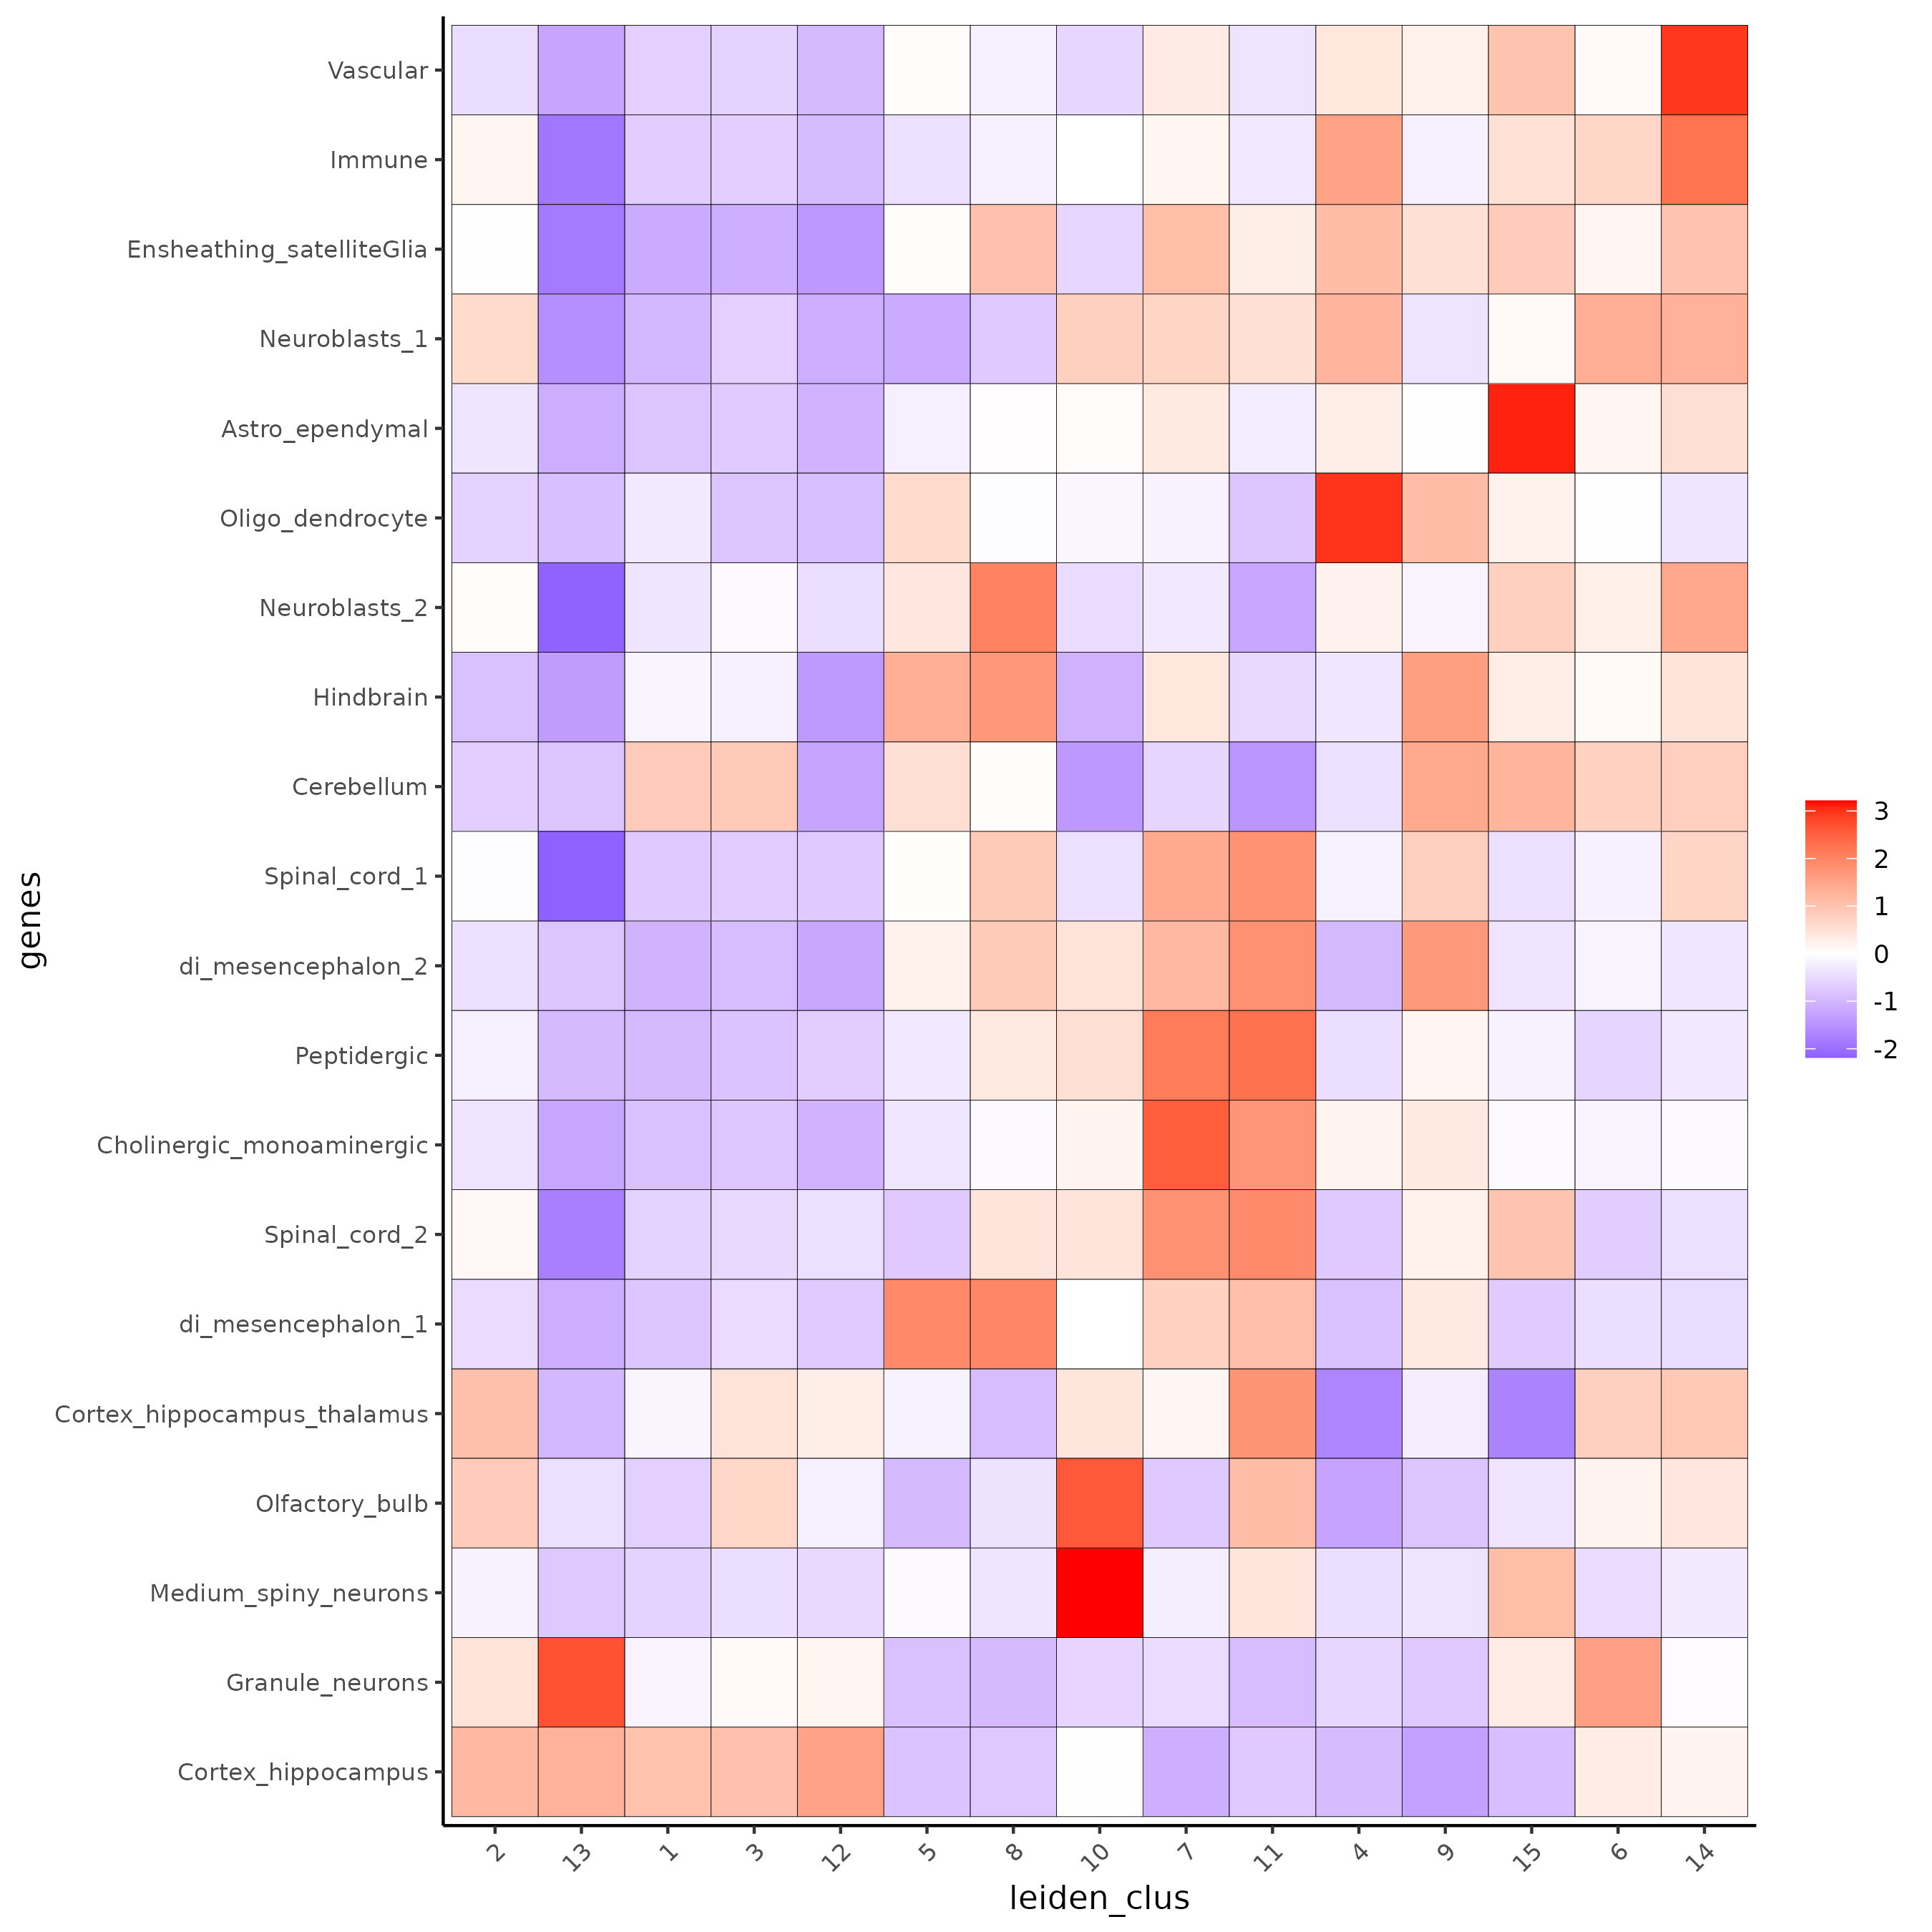 Vascular
Immune
Ensheathing_satelliteGlia
Neuroblasts_1
Astro_ependymal
Oligo_dendrocyte
Neuroblasts_2
Hindbrain
Cerebellum
Spinal_cord_1
di_mesencephalon_2
Peptidergic
Cholinergic_monoaminergic
Spinal_cord_2
di_mesencephalon_1
Cortex_hippocampus_thalamus
Olfactory_bulb
Medium_spiny_neurons
Granule_neurons
Cortex_hippocampus
genes
2 13 1 3 12 5 8 10 7 11 4 9 15 6 14
leiden_clus
3
2
1
0
-1
-2